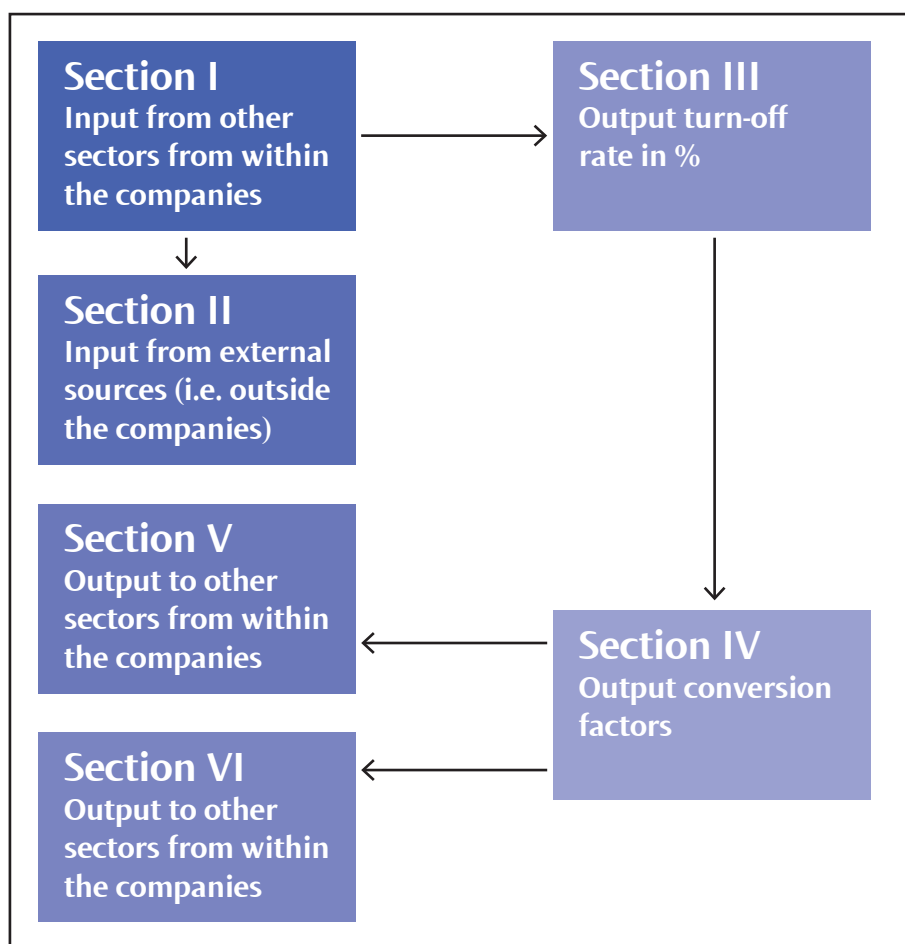 Section I
Input from other
sectors from within
the companies
Section III
Output turn-off
rate in %
Section II
Input from external
sources (i.e. outside
the companies)
Section V
Output to other
sectors from within
the companies
Section IV
Output conversion
factors
Section VI
Output to other
sectors from within
the companies